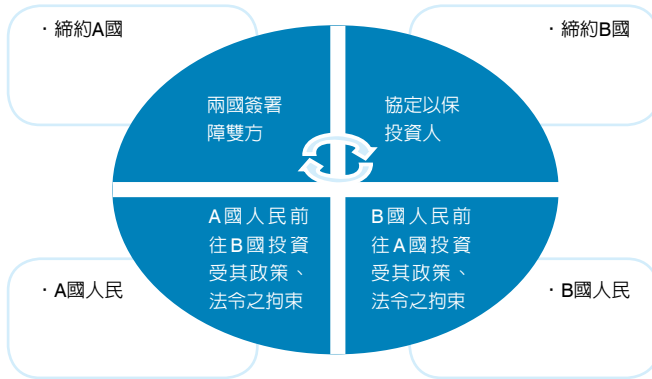 ·締約A國
·締約B國
兩國簽署
障雙方
協定以保
投資人
A國人民前
往B國投資
受其政策、
法令之拘束
B國人民前
往A國投資
受其政策、
法令之拘束
·A國人民
·B國人民